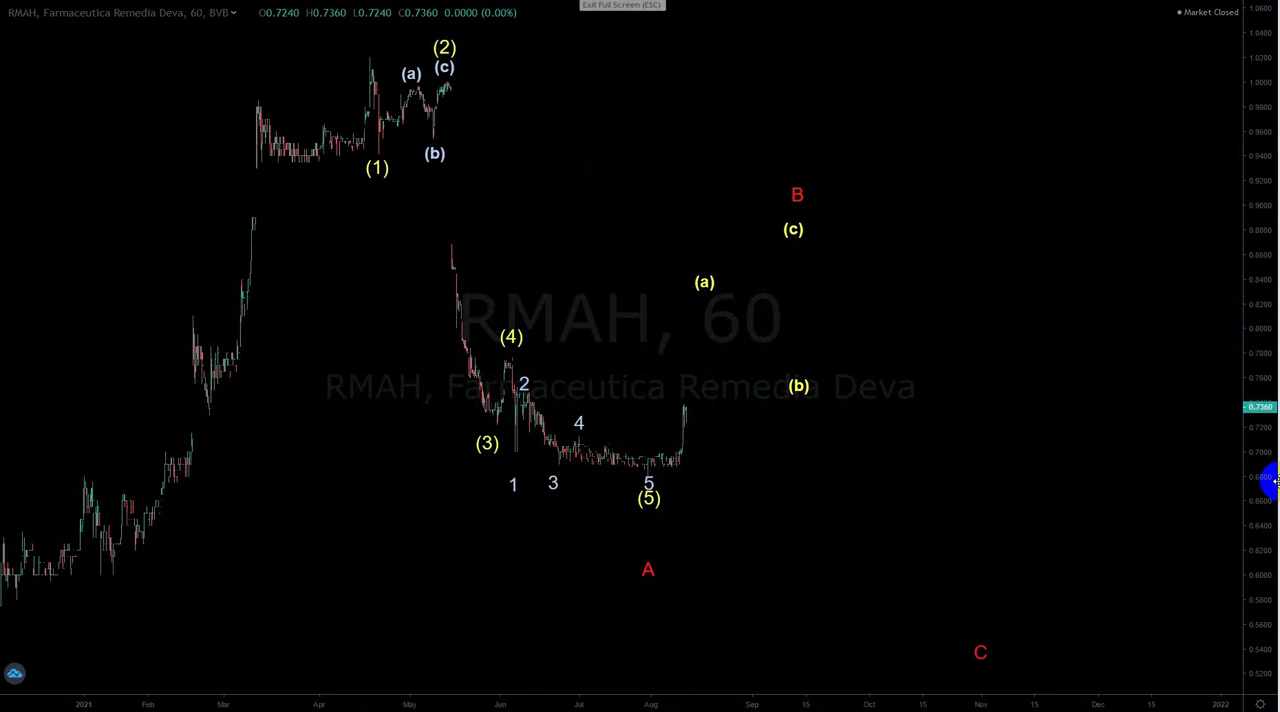 Exit Full Screen (ESC)
RMAH, Farmaceutica Remedia Deva, 60, BVB O0.7240 H0.7360 L0.7240 C0.7360 0.0000 (0.00%)
Market Closed
1.0600
1.0400
1.0200
1.0000
0.9800
0.9600
0.9400
0.9200
0.9000
0.8800
0.8600
0.8400
0.8200
0.8000
0.7800
0.7600
0.7360
0.7200
0.7000
0.6800
0.6600
0.6400
0.6200
0.6000
0.5800
0.5600
0.5400
0.5200
(2)
(a) (c)
(b)
(1)
B
(c)
(a)
RMAH, 60
(4)
RMAH, Farmaceutica Remedia Deva
2
(b)
4
(3)
1
3
5
(5)
A
C
2021 Feb Mar Apr May Jun Jul Aug Sep 15 Oct 15 Nov 15 Dec 15 2022